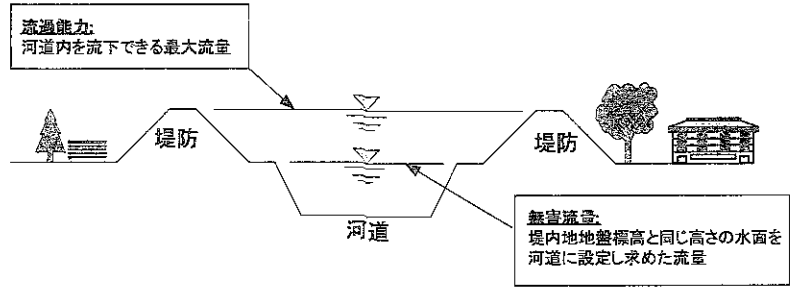 流過能力:
河道内を流下できる最大流量
堤防
堤防
河道
無害流量:
堤内地地盤標高と同じ高さの水面を
河道に設定し求めた流量